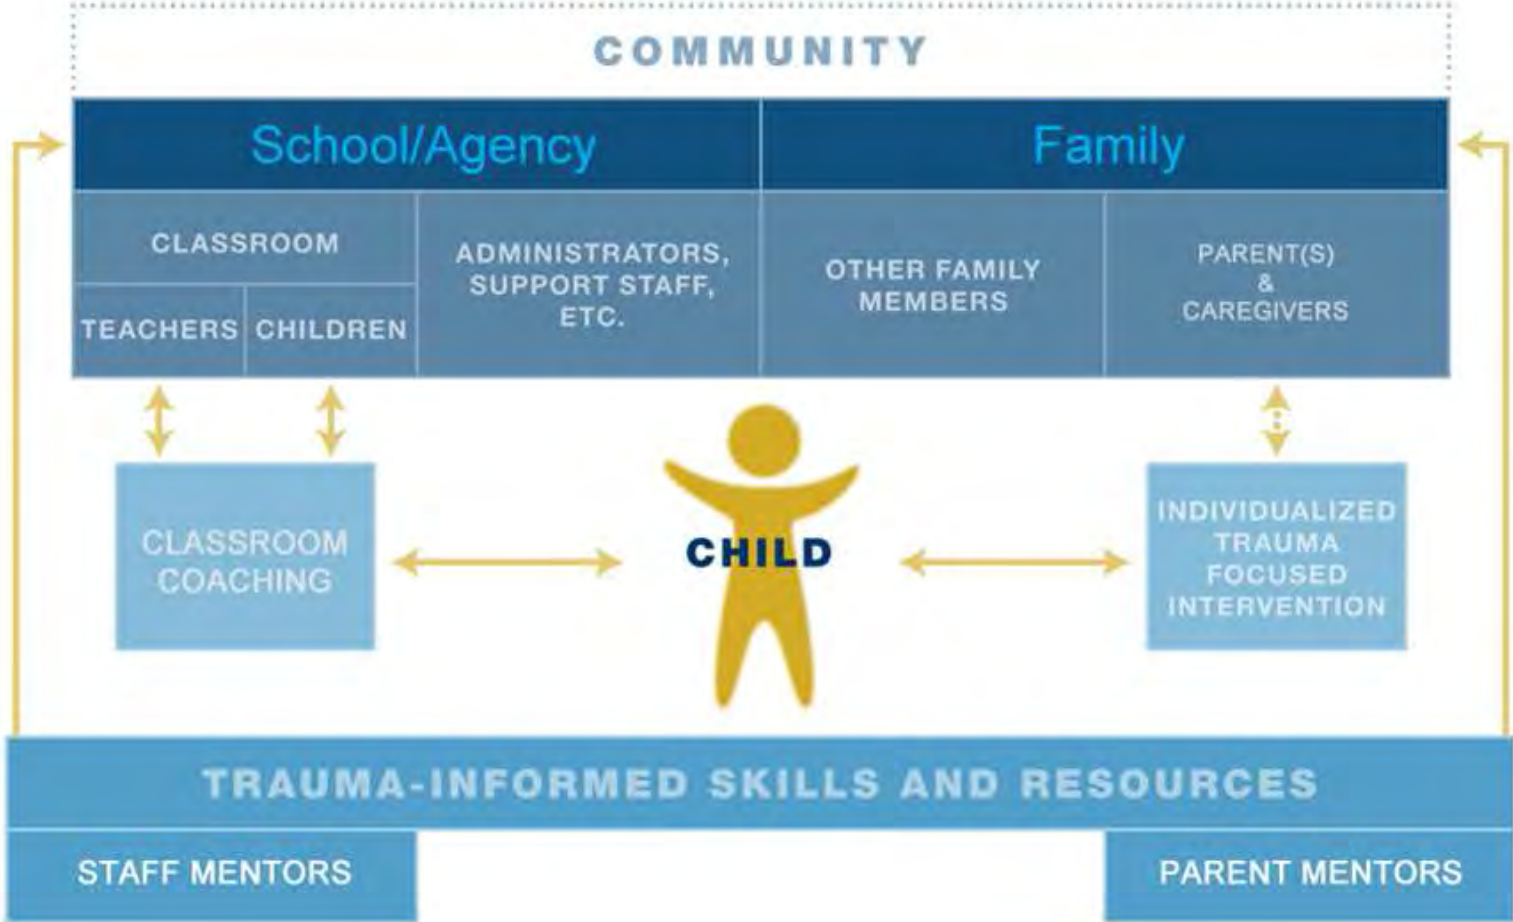 COMMUNITY
School/Agency
Family
CLASSROOM
TEACHERS
CHILDREN
ADMINISTRATORS,
SUPPORT STAFF,
ETC.
OTHER FAMILY
MEMBERS
PARENT(S)
&
CAREGIVERS
CLASSROOM
COACHING
CHILD
INDIVIDUALIZED
TRAUMA
FOCUSED
INTERVENTION
TRAUMA-INFORMED SKILLS AND RESOURCES
STAFF MENTORS
PARENT MENTORS